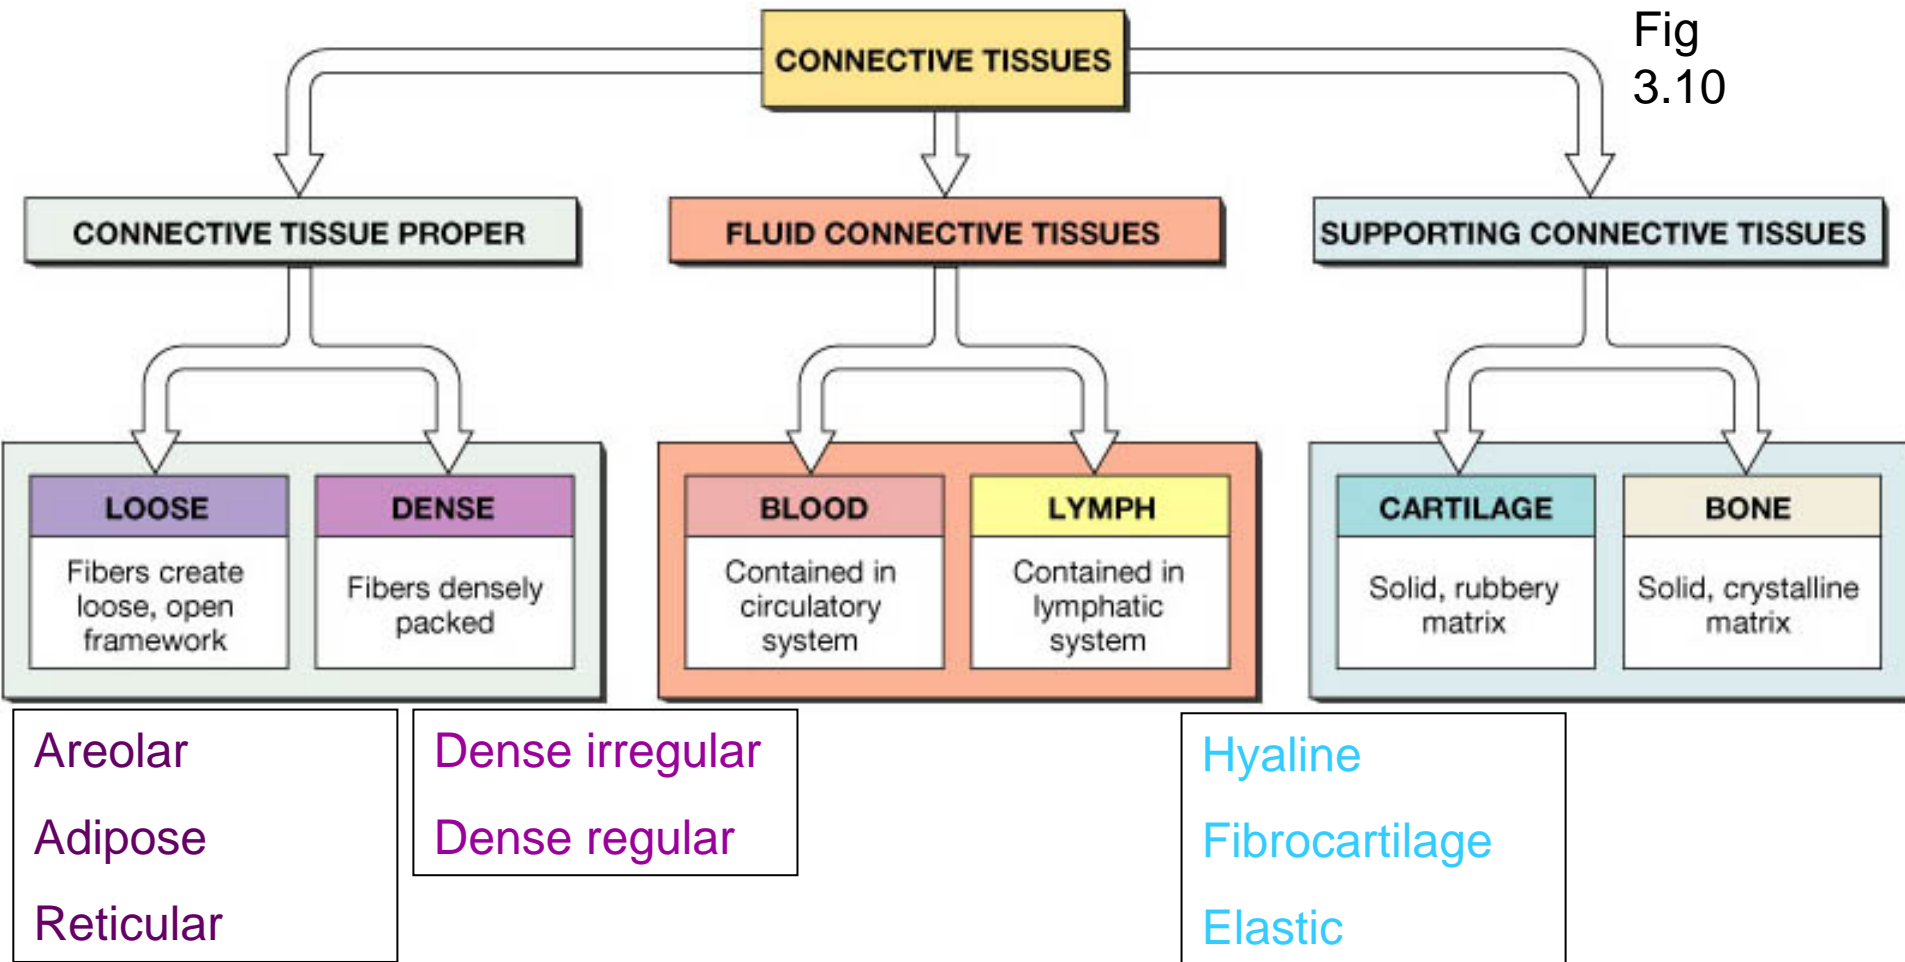 CONNECTIVE TISSUES
Fig
3.10
CONNECTIVE TISSUE PROPER
FLUID CONNECTIVE TISSUES
SUPPORTING CONNECTIVE TISSUES
LOOSE
Fibers create
loose, open
framework
DENSE
Fibers densely
packed
BLOOD
Contained in
circulatory
system
LYMPH
Contained in
lymphatic
system
CARTILAGE
Solid, rubbery
matrix
BONE
Solid, crystalline
matrix
Areolar
Adipose
Reticular
Dense irregular
Dense regular
Hyaline
Fibrocartilage
Elastic